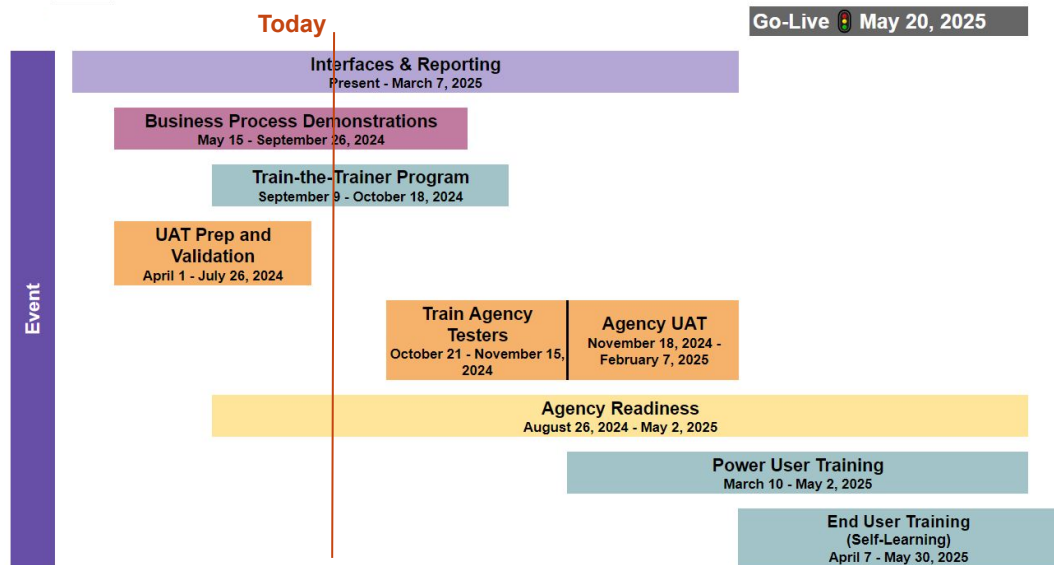 Today
Go-Live 🚦 May 20, 2025
Event
Interfaces & Reporting
Present - March 7, 2025
Business Process Demonstrations
May 15 - September 26, 2024
Train-the-Trainer Program
September 9 - October 18, 2024
UAT Prep and
Validation
April 1 - July 26, 2024
Train Agency
Testers
October 21 - November 15,
2024
Agency UAT
November 18, 2024 -
February 7, 2025
Agency Readiness
August 26, 2024 - May 2, 2025
Power User Training
March 10 - May 2, 2025
End User Training
(Self-Learning)
April 7 - May 30, 2025